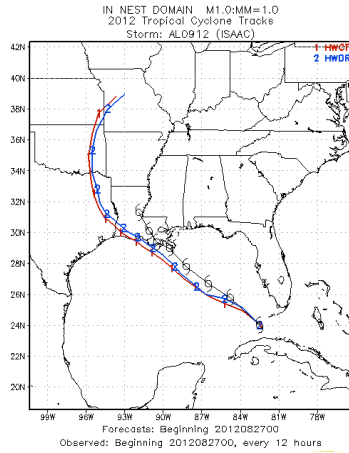 IN NEST DOMAIN M1.0:MM=1.0
2012 Tropical Cyclone Tracks
Storm: AL0912 (ISAAC)
42N
1
40N
2
38N
36N
34N
32N
30N
28N
26N
24N
22N
20N
99W 96W 93W 90W 87W 84W 81W 78W
Forecasts: Beginning 2012082700
Observed: Beginning 2012082700, every 12 hours